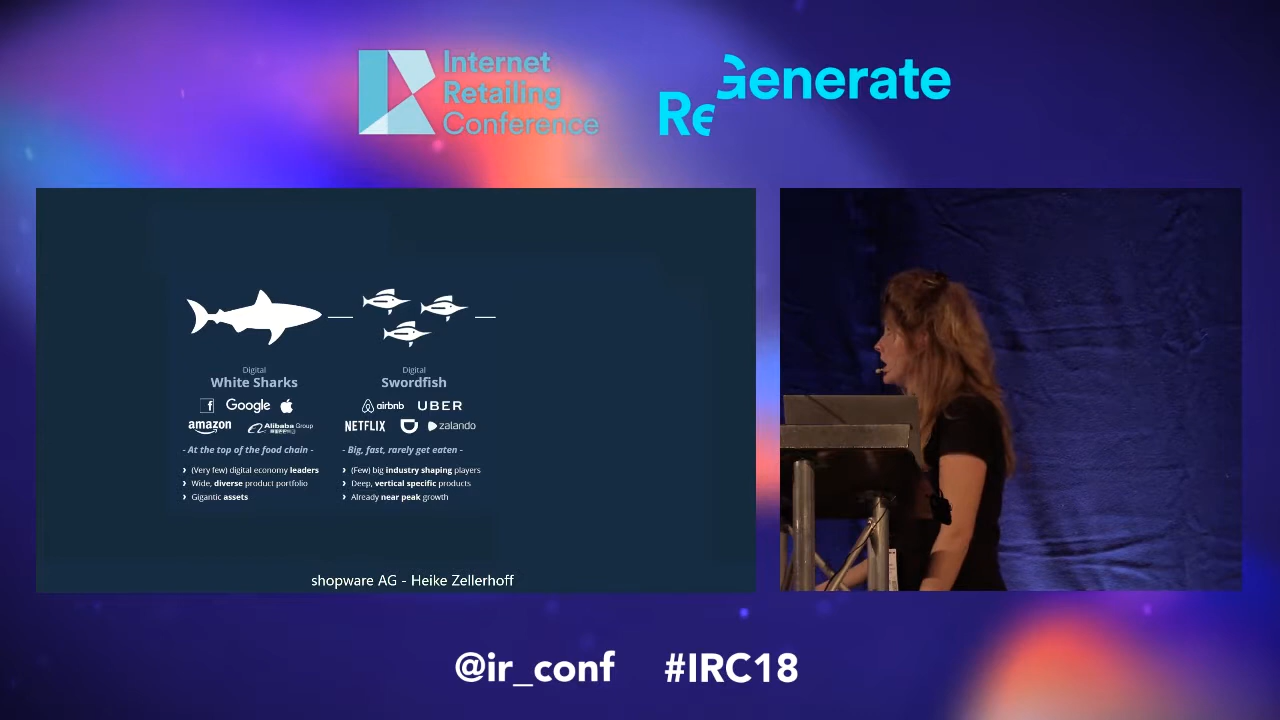 Internet
Retailing
Conference
ReGenerate
Digital
White Sharks
f Google
amazon Alibaba Group
- At the top of the food chain -
› (Very few) digital economy leaders
› Wide, diverse product portfolio
› Gigantic assets
Digital
Swordfish
airbnb UBER
NETFLIX zalando
- Big, fast, rarely get eaten -
› (Few) big industry shaping players
› Deep, vertical specific products
› Already near peak growth
shopware AG - Heike Zellerhoff
@ir_conf #IRC18